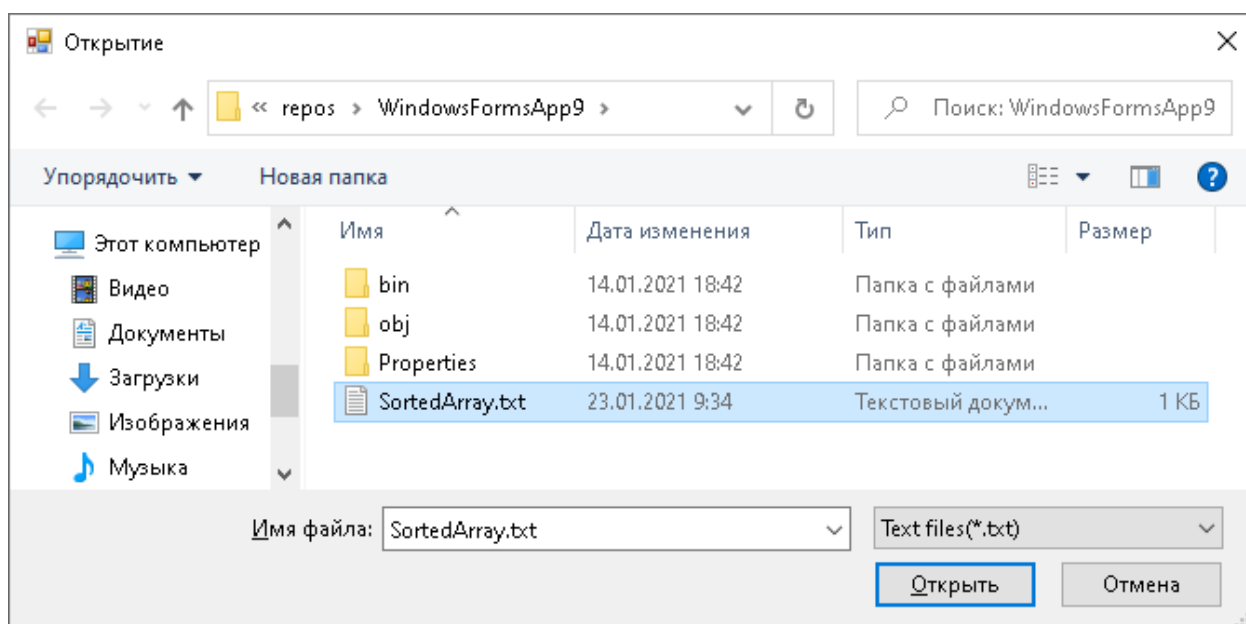 Открытие
« repos › WindowsFormsApp9 › Поиск: WindowsFormsApp9
Упорядочить Новая папка
Имя Дата изменения Тип Размер
Этот компьютер
Видео
Документы
Загрузки
Изображения
Музыка
bin 14.01.2021 18:42 Папка с файлами
obj 14.01.2021 18:42 Папка с файлами
Properties 14.01.2021 18:42 Папка с файлами
SortedArray.txt 23.01.2021 9:34 Текстовый докум... 1 КБ
Имя файла: SortedArray.txt Text files(*.txt)
Открыть Отмена